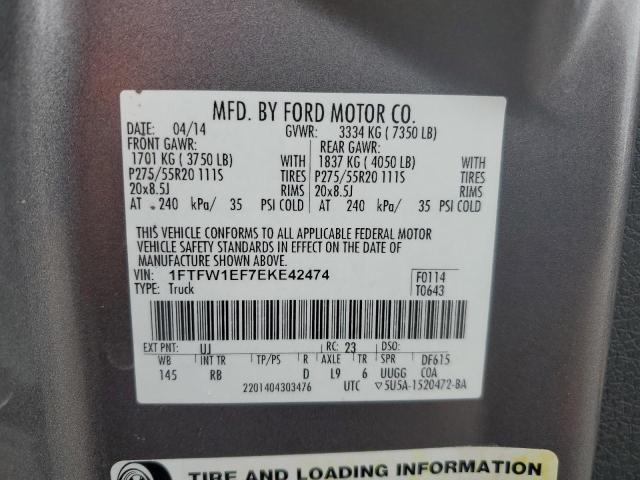 MFD. BY FORD MOTOR CO.
DATE: 04/14 GVWR: 3334 KG ( 7350 LB)
FRONT GAWR: REAR GAWR:
1701 KG ( 3750 LB) WITH 1837 KG ( 4050 LB) WITH
P275/55R20 111S TIRES P275/55R20 111S TIRES
20x8.5J RIMS 20x8.5J RIMS
AT 240 kPa/ 35 PSI COLD AT 240 kPa/ 35 PSI COLD
THIS VEHICLE CONFORMS TO ALL APPLICABLE FEDERAL MOTOR
VEHICLE SAFETY STANDARDS IN EFFECT ON THE DATE OF
MANUFACTURE SHOWN ABOVE.
VIN: 1FTFW1EF7EKE42474 F0114
TYPE: Truck T0643
EXT PNT: UJ RC: 23 DSO:
WB INT TR TP/PS R AXLE TR SPR DF615
145 RB D L9 6 UUGG COA
2201404303476 UTC ▽5U5A-1520472-BA
TIRE AND LOADING INFORMATION